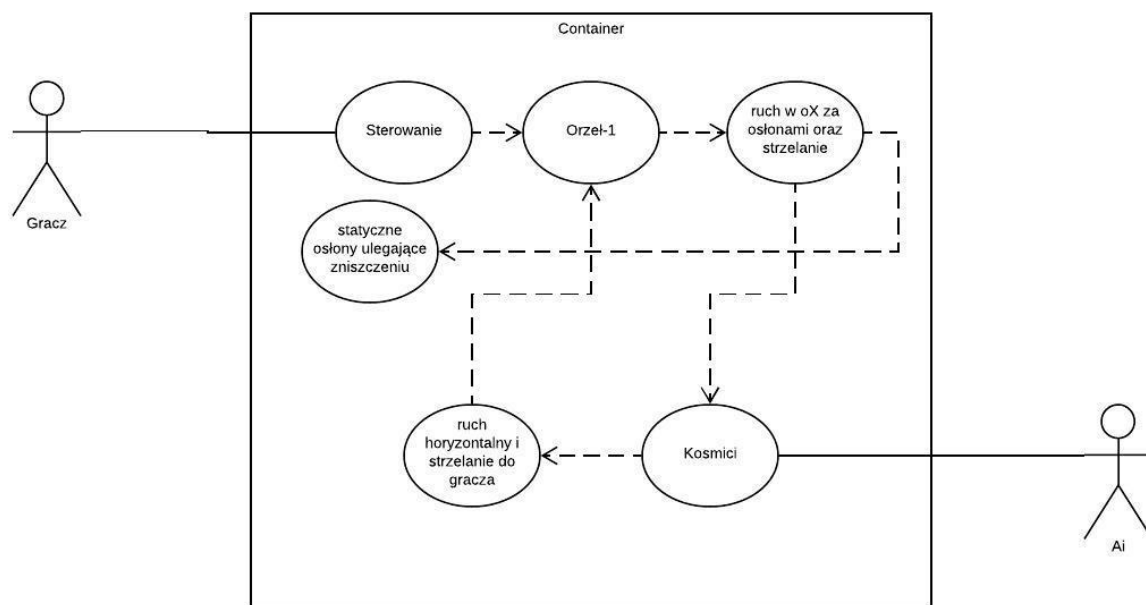 Container
Sterowanie
Orzeł-1
ruch w oX za
osłonami oraz
strzelanie
Gracz
statyczne
osłony ulegające
zniszczeniu
ruch
horyzontalny i
strzelanie do
gracza
Kosmici
Ai